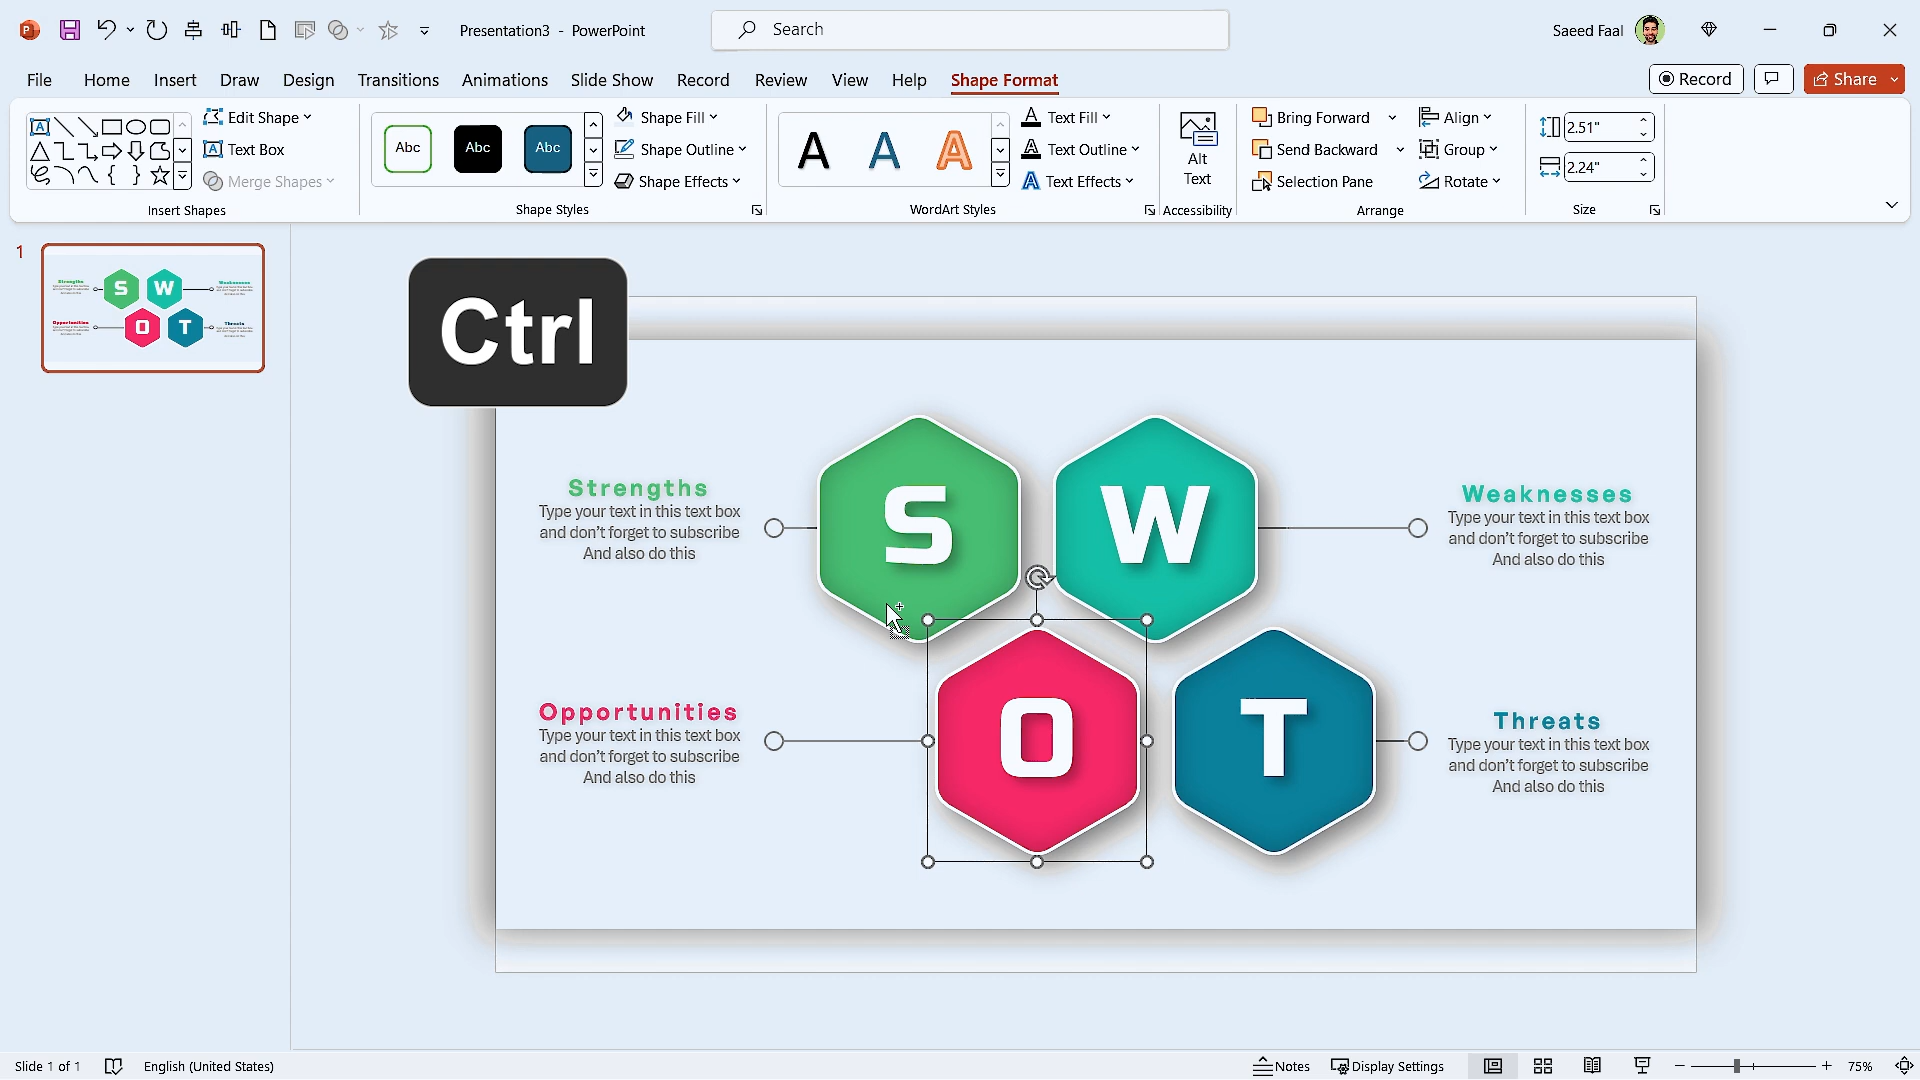 Presentation3 - PowerPoint
Search
Saeed Faal
File Home Insert Draw Design Transitions Animations Slide Show Record Review View Help Shape Format
Record
Share
Edit Shape
Text Box
Merge Shapes
Insert Shapes
Abc Abc Abc
Shape Fill
Shape Outline
Shape Effects
Shape Styles
A A A
Text Fill
Text Outline
Text Effects
WordArt Styles
Alt
Text
Accessibility
Bring Forward
Send Backward
Selection Pane
Align
Group
Rotate
Arrange
2.51"
2.24"
Size
1
Ctrl
S
W
O
T
Strengths
Type your text in this text box
and don't forget to subscribe
And also do this
Weaknesses
Type your text in this text box
and don't forget to subscribe
And also do this
Opportunities
Type your text in this text box
and don't forget to subscribe
And also do this
Threats
Type your text in this text box
and don't forget to subscribe
And also do this
Slide 1 of 1
English (United States)
Notes
Display Settings
75%